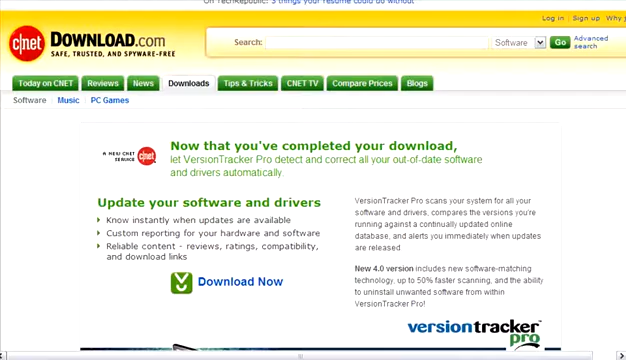 On TechRepublic: 3 things your résumé could do without
Log in | Sign up Why j
c|net DOWNLOAD.com
SAFE, TRUSTED, AND SPYWARE-FREE
Search: Software Go Advanced search
Today on CNET Reviews News Downloads Tips & Tricks CNET TV Compare Prices Blogs
Software | Music | PC Games
A NEW CNET SERVICE c|net
Now that you've completed your download,
let VersionTracker Pro detect and correct all your out-of-date software
and drivers automatically.
Update your software and drivers
Know instantly when updates are available
Custom reporting for your hardware and software
Reliable content - reviews, ratings, compatibility,
and download links
Download Now
VersionTracker Pro scans your system for all your
software and drivers, compares the versions you're
running against a continually updated online
database, and alerts you immediately when updates
are released.
New 4.0 version includes new software-matching
technology, up to 50% faster scanning, and the ability
to uninstall unwanted software from within
VersionTracker Pro!
versiontracker
pro